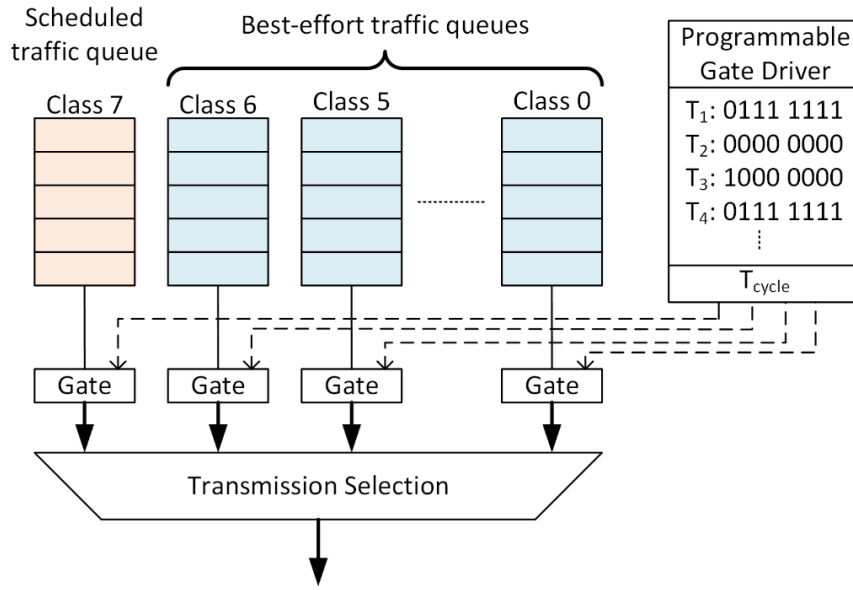 Scheduled
traffic queue
Best-effort traffic queues
Class 7
Class 6
Class 5
Class 0
Programmable
Gate Driver
T1: 0111 1111
T2: 0000 0000
T3: 1000 0000
T4: 0111 1111
Tcycle
Gate
Gate
Gate
Gate
Transmission Selection